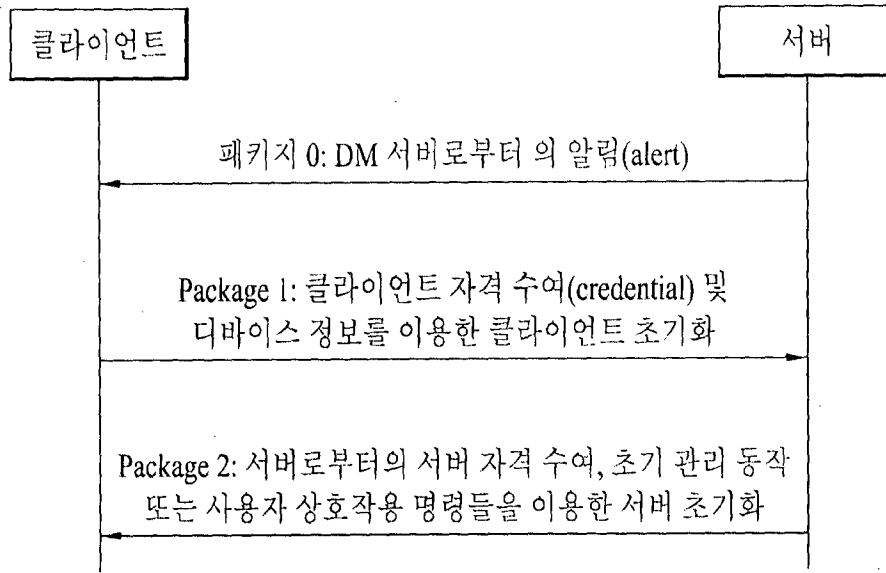 클라이언트
서버
패키지 0: DM 서버로부터 의 알림(alert)
Package 1: 클라이언트 자격 수여(credential) 및
디바이스 정보를 이용한 클라이언트 초기화
Package 2: 서버로부터의 서버 자격 수여, 초기 관리 동작
또는 사용자 상호작용 명령들을 이용한 서버 초기화